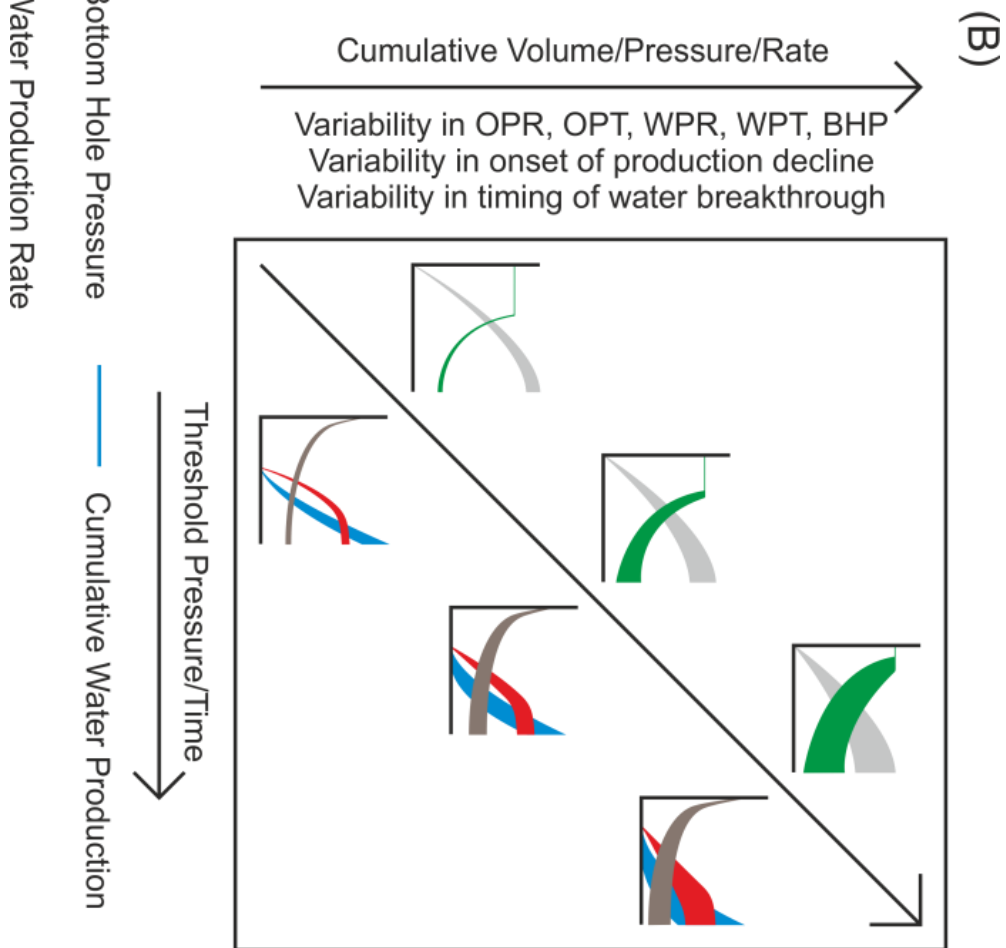 (B)
Cumulative Volume/Pressure/Rate
Variability in OPR, OPT, WPR, WPT, BHP
Variability in onset of production decline
Variability in timing of water breakthrough
Threshold Pressure/Time
Bottom Hole Pressure
Cumulative Water Production
Water Production Rate